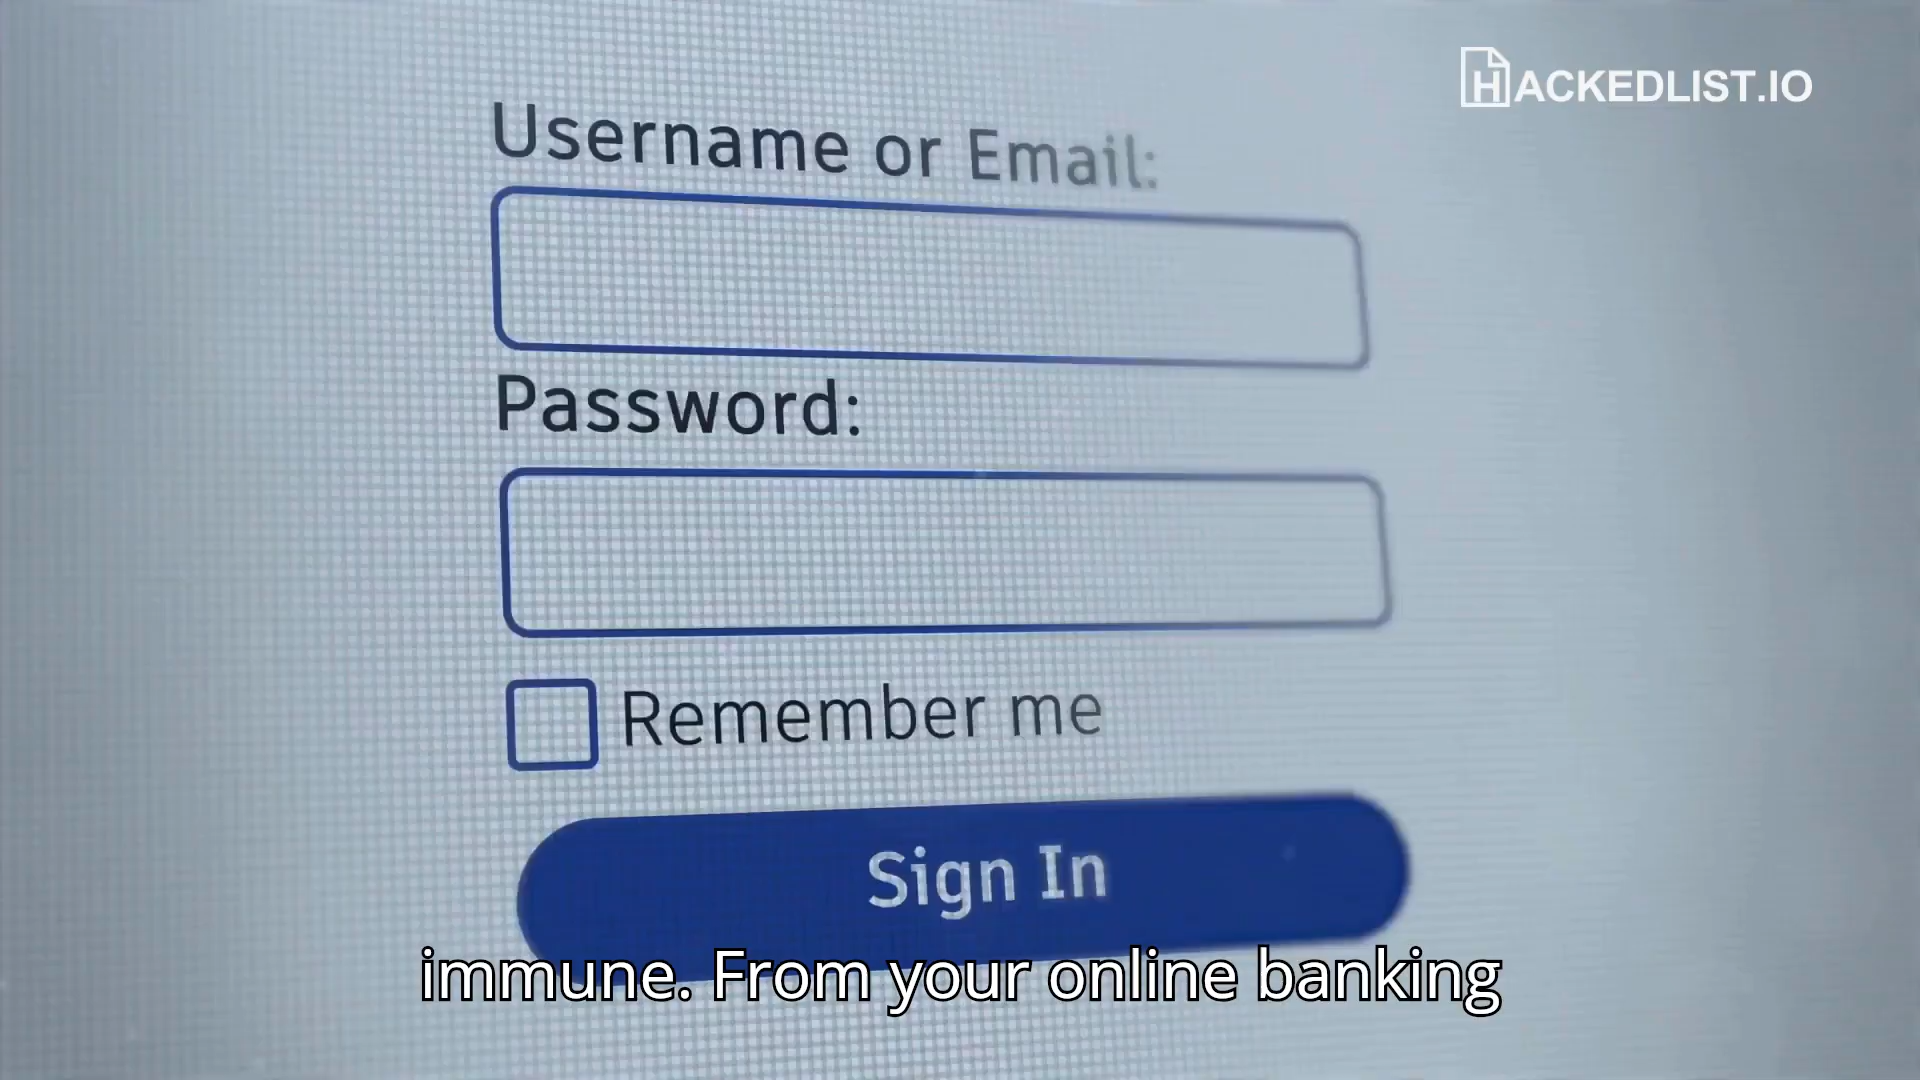 HACKEDLIST.IO
Username or Email:
Password:
Remember me
Sign In
immune. From your online banking